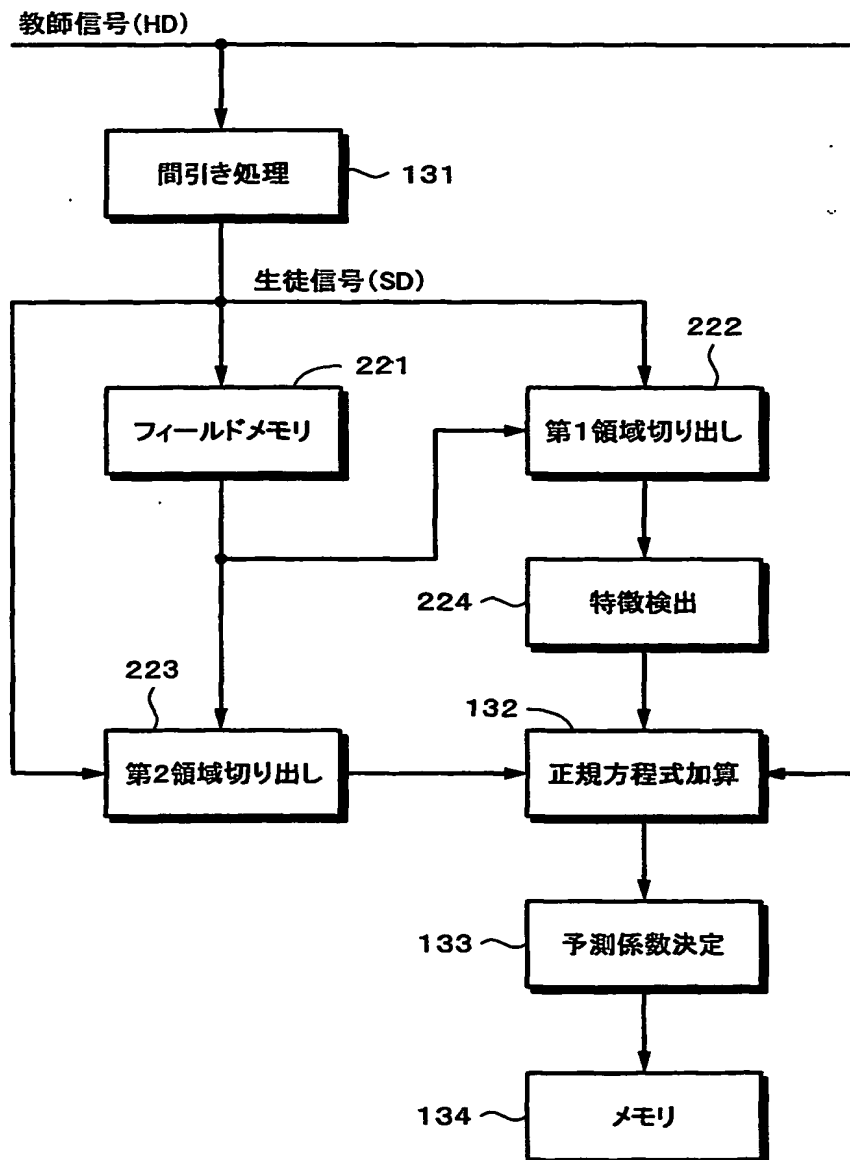 教師信号(HD)
間引き処理
131
生徒信号(SD)
222
221
フィールドメモリ
第1領域切り出し
224
特徴検出
223
132
第2領域切り出し
正規方程式加算
133
予測係数決定
134
メモリ